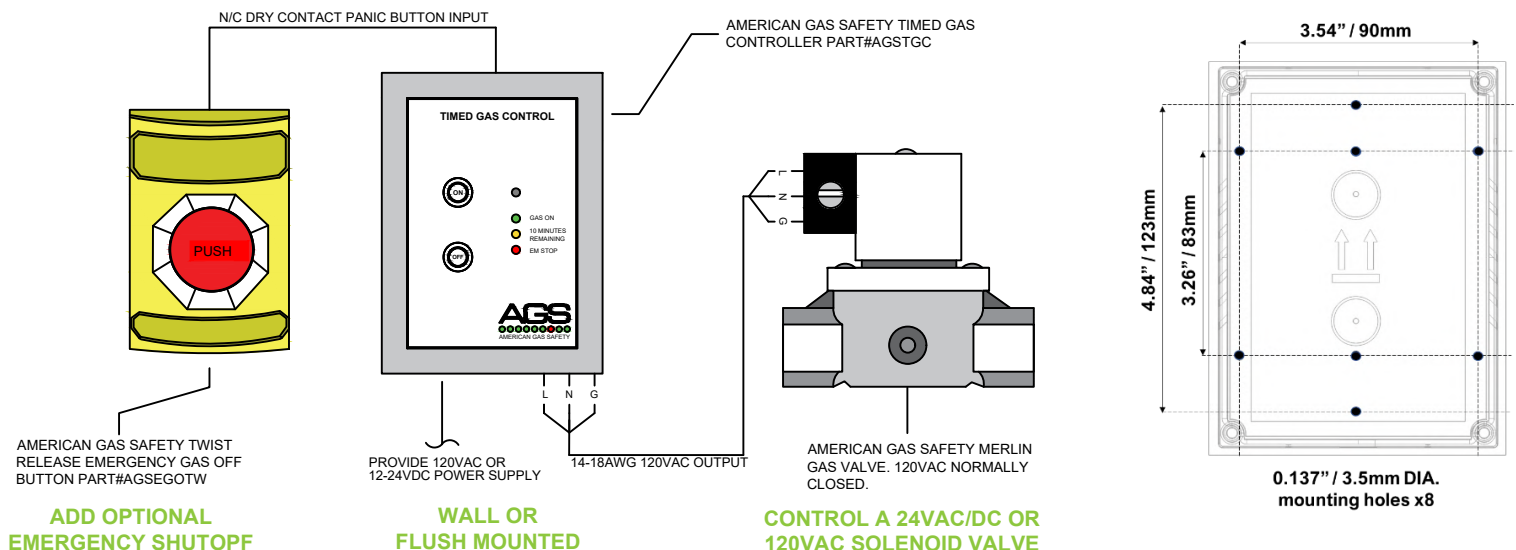 N/C DRY CONTACT PANIC BUTTON INPUT
AMERICAN GAS SAFETY TIMED GAS
CONTROLLER PART#AGSTGC
PUSH
TIMED GAS CONTROL
ON
OFF
GAS ON
10 MINUTES
REMAINING
EM STOP
AGS
AMERICAN GAS SAFETY
L N G
L
N
G
AMERICAN GAS SAFETY TWIST
RELEASE EMERGENCY GAS OFF
BUTTON PART#AGSEGOTW
PROVIDE 120VAC OR
12-24VDC POWER SUPPLY
14-18AWG 120VAC OUTPUT
AMERICAN GAS SAFETY MERLIN
GAS VALVE. 120VAC NORMALLY
CLOSED.
ADD OPTIONAL
EMERGENCY SHUTOPF
WALL OR
FLUSH MOUNTED
CONTROL A 24VAC/DC OR
120VAC SOLENOID VALVE
3.54” / 90mm
4.84” / 123mm
3.26” / 83mm
0.137” / 3.5mm DIA.
mounting holes x8